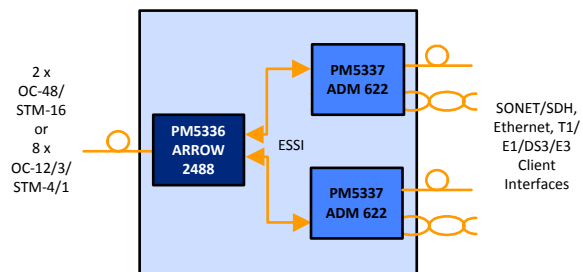 2 x
OC-48/
STM-16
or
8 x
OC-12/3/
STM-4/1
PM5336
ARROW
2488
ESSI
PM5337
ADM 622
PM5337
ADM 622
SONET/SDH,
Ethernet, T1/
E1/DS3/E3
Client
Interfaces